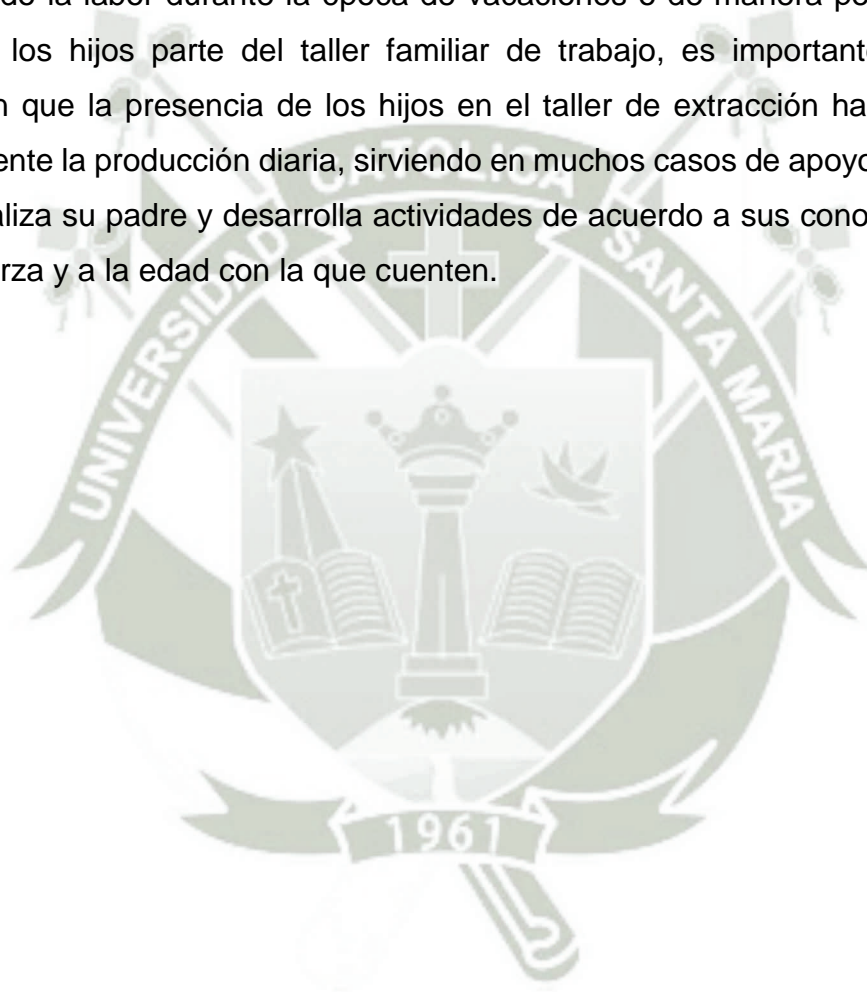 do la labor durante la época de vacaciones o de manera
los hijos parte del taller familiar de trabajo, es importante
que la presencia de los hijos en el taller de extracción
la producción diaria, sirviendo en muchos casos de apoyo
su padre y desarrolla actividades de acuerdo a sus
y a la edad con la que cuenten.
UNIVERSIDAD CATOLICA SANTA MARIA
1961